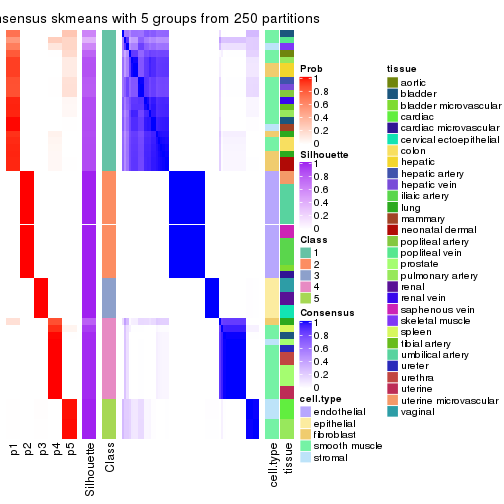 nsensus skmeans with 5 groups from 250 partitions
p1
p2
p3
p4
p5
Silhouette
Class
cell.type
tissue
Prob
1
0.8
0.6
0.4
0.2
0
Silhouette
1
0.8
0.6
0.4
0.2
0
Class
1
2
3
4
5
Consensus
1
0.8
0.6
0.4
0.2
0
cell.type
endothelial
epithelial
fibroblast
smooth muscle
stromal
tissue
aortic
bladder
bladder microvascular
cardiac
cardiac microvascular
cervical ectoepithelial
colon
hepatic
hepatic artery
hepatic vein
iliaic artery
lung
mammary
neonatal dermal
popliteal artery
popliteal vein
prostate
pulmonary artery
renal
renal vein
saphenous vein
skeletal muscle
spleen
tibial artery
umbilical artery
ureter
urethra
uterine
uterine microvascular
vaginal